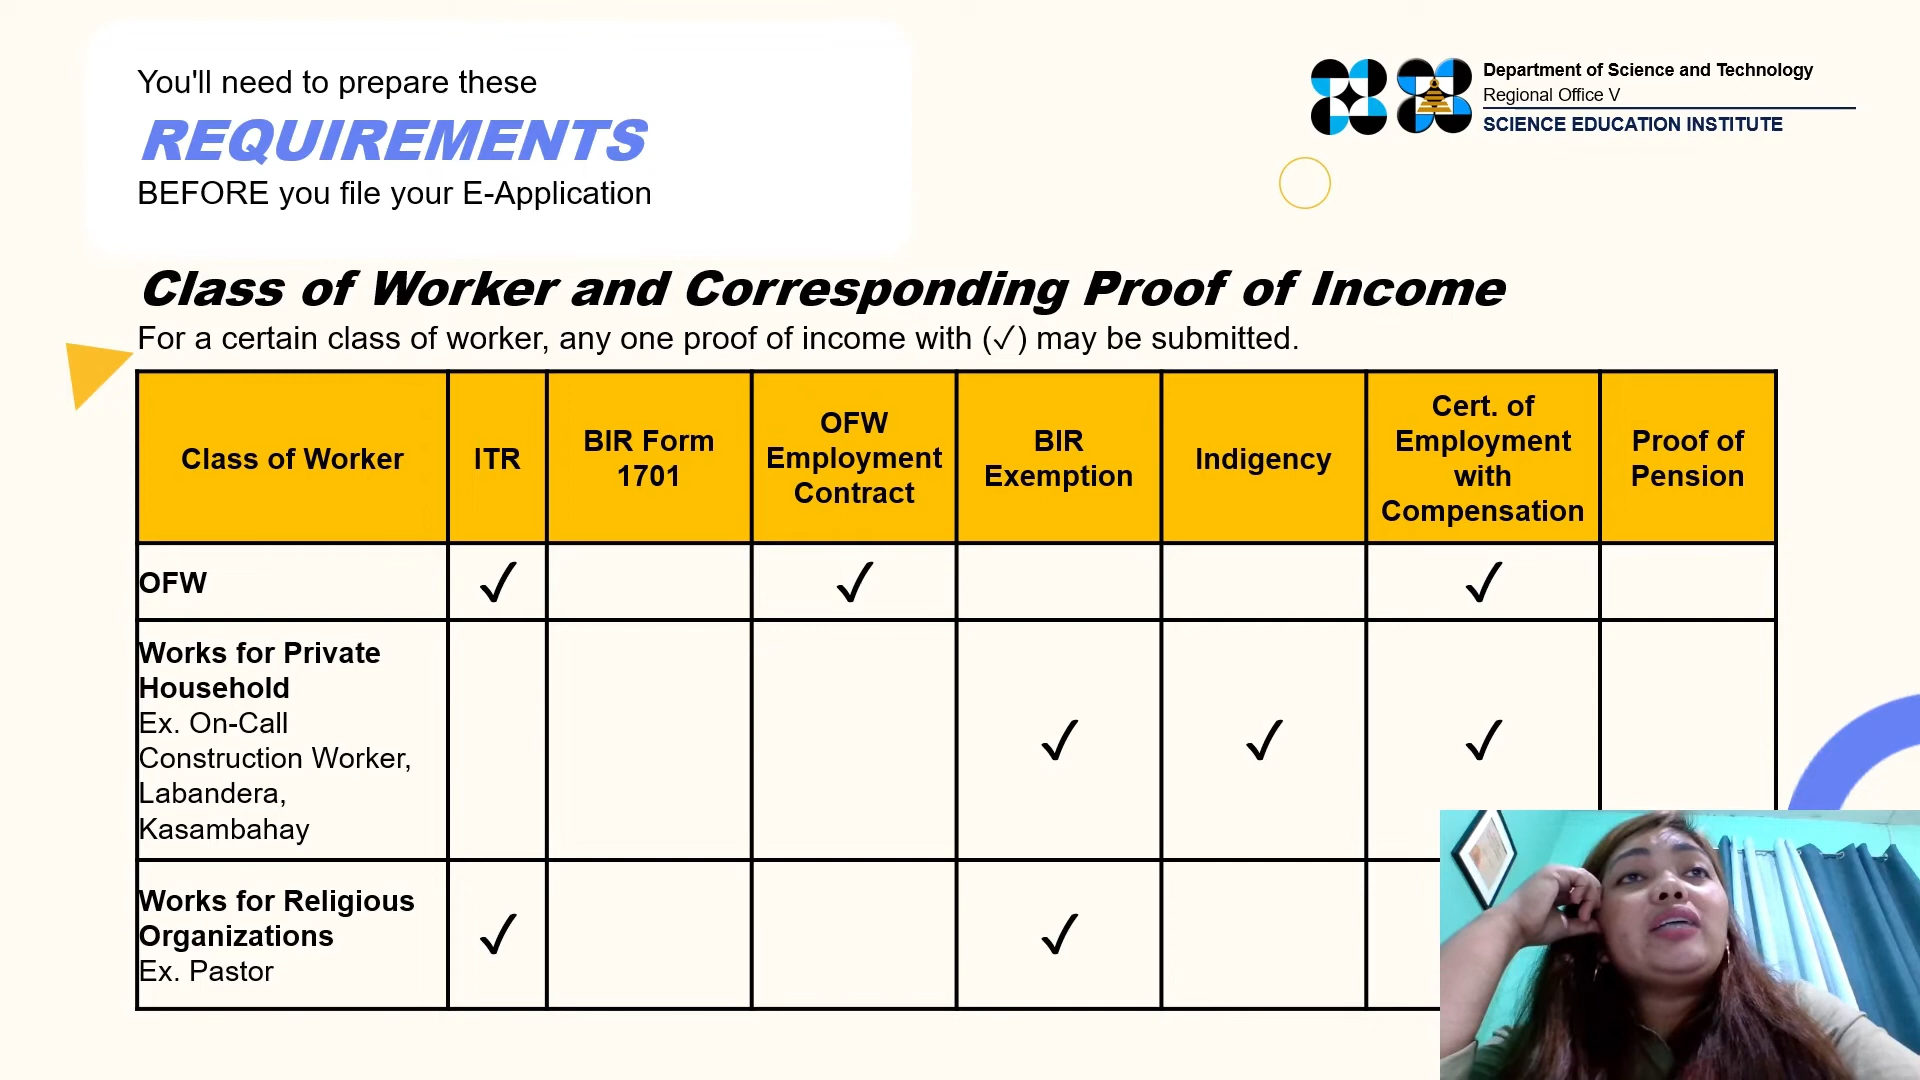 You'll need to prepare these
REQUIREMENTS
BEFORE you file your E-Application
Department of Science and Technology
Regional Office V
SCIENCE EDUCATION INSTITUTE
Class of Worker and Corresponding Proof of Income
For a certain class of worker, any one proof of income with (✓) may be submitted.
Class of Worker
ITR
BIR Form
1701
OFW
Employment
Contract
BIR
Exemption
Indigency
Cert. of
Employment
with
Compensation
Proof of
Pension
OFW
✓
✓
✓
Works for Private
Household
Ex. On-Call
Construction Worker,
Labandera,
Kasambahay
✓
✓
✓
Works for Religious
Organizations
Ex. Pastor
✓
✓